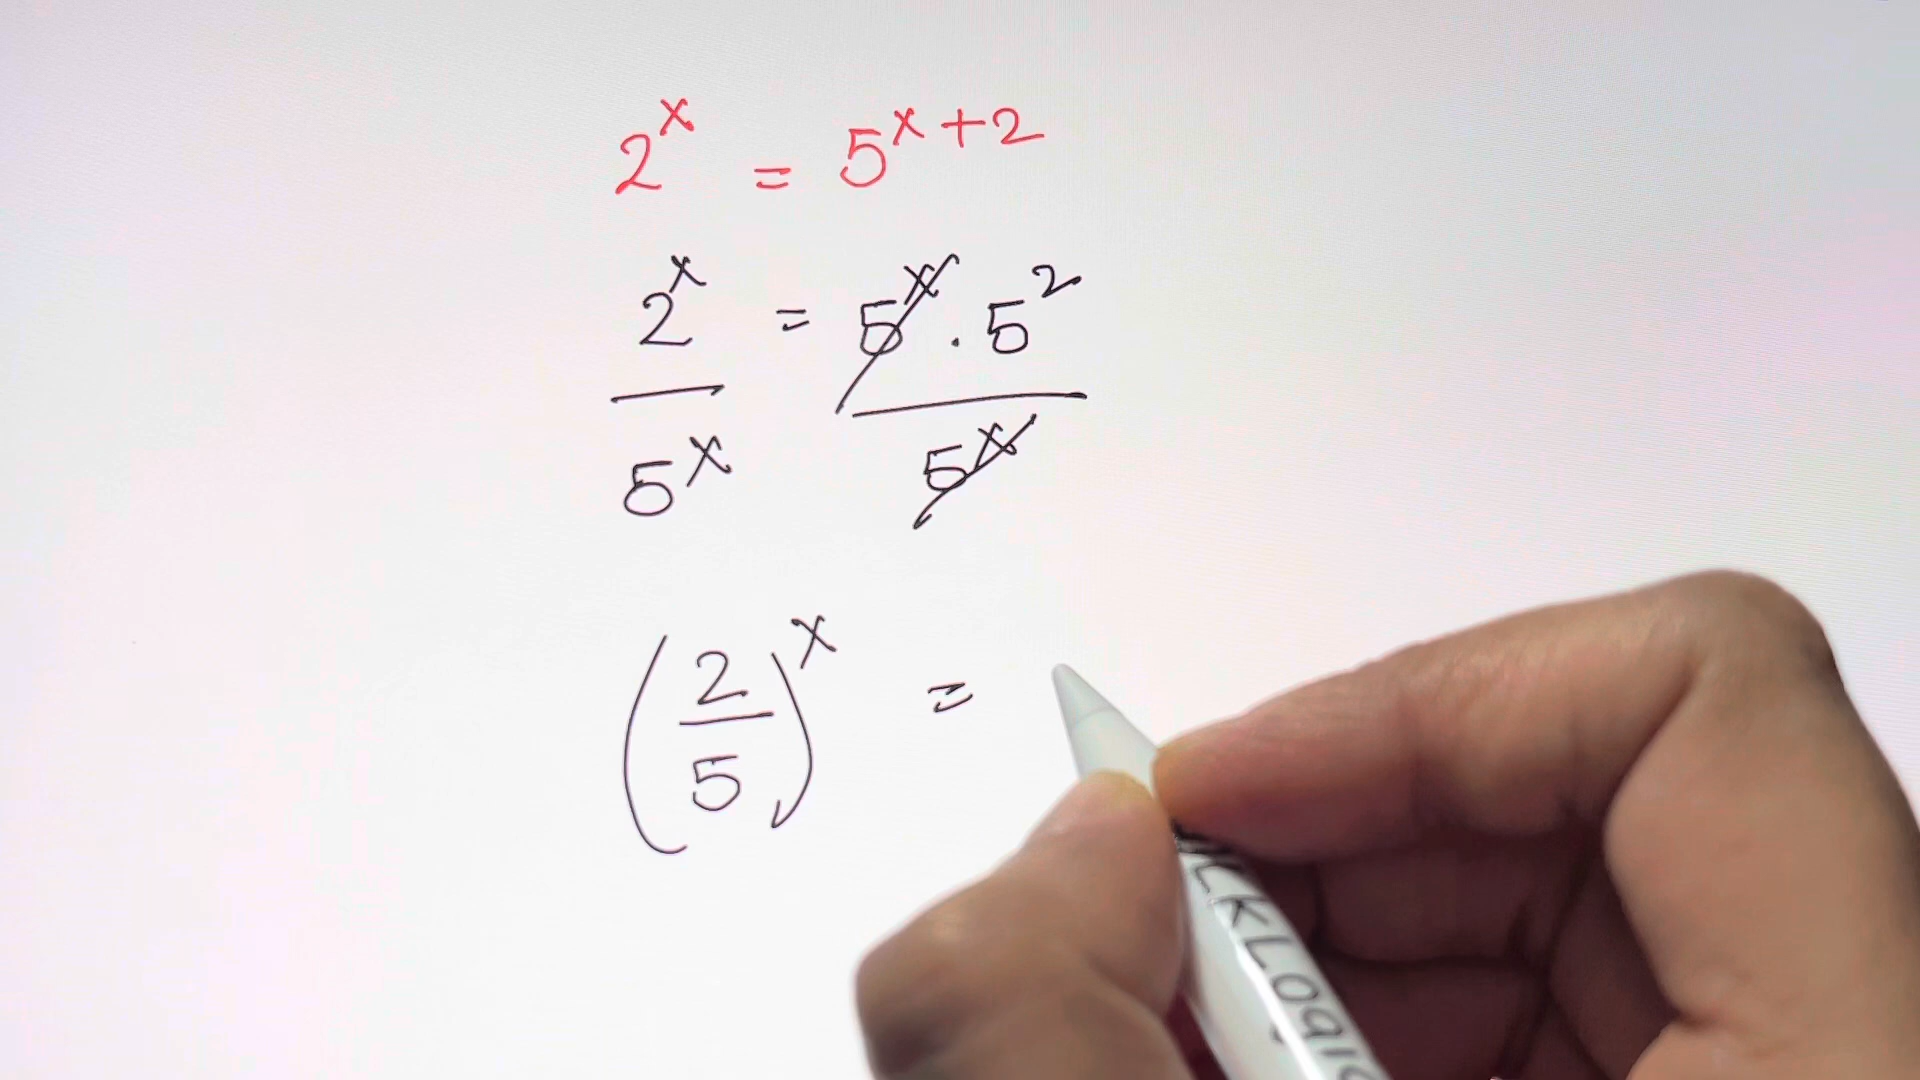 2^x = 5^(x+2)
2^x/5^x = 5^x . 5^2/5^x
(2/5)^x =